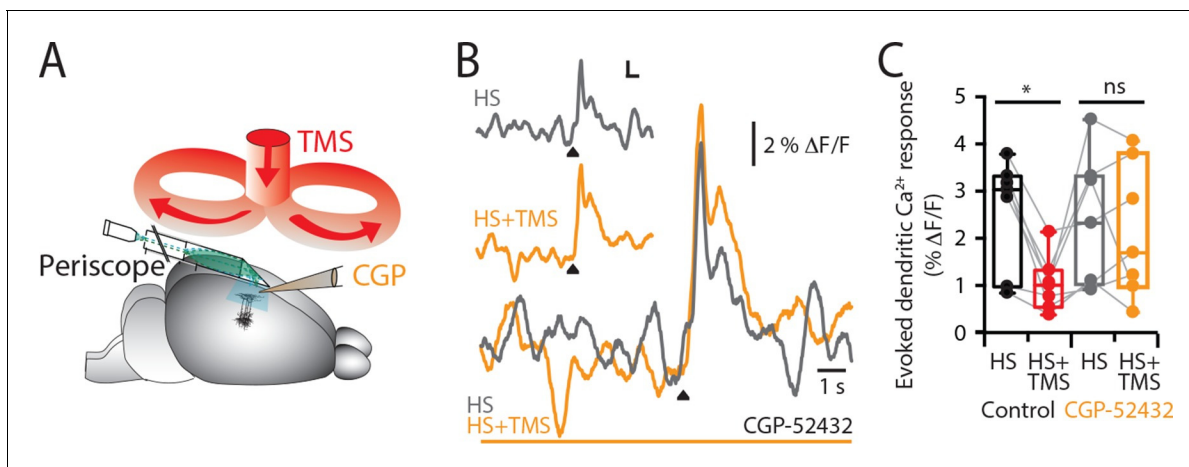 A
TMS
Periscope
CGP
B
HS
2 % ΔF/F
HS+TMS
1 s
HS
HS+TMS
CGP-52432
C
* ns
Evoked dendritic Ca²⁺ response
(% ΔF/F)
5
4
3
2
1
0
HS HS+ HS HS+
TMS TMS
Control CGP-52432